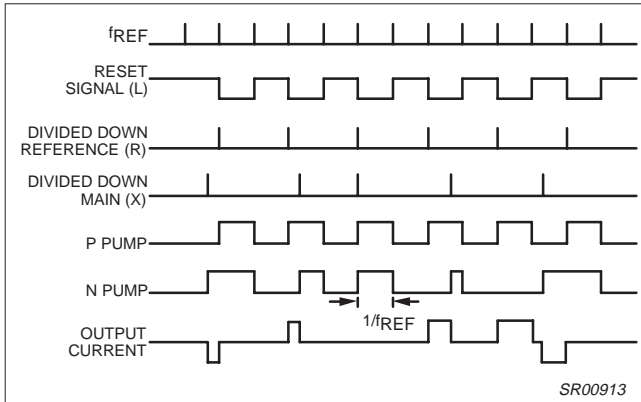 fREF
RESET
SIGNAL (L)
DIVIDED DOWN
REFERENCE (R)
DIVIDED DOWN
MAIN (X)
P PUMP
N PUMP
1/fREF
OUTPUT
CURRENT
SR00913